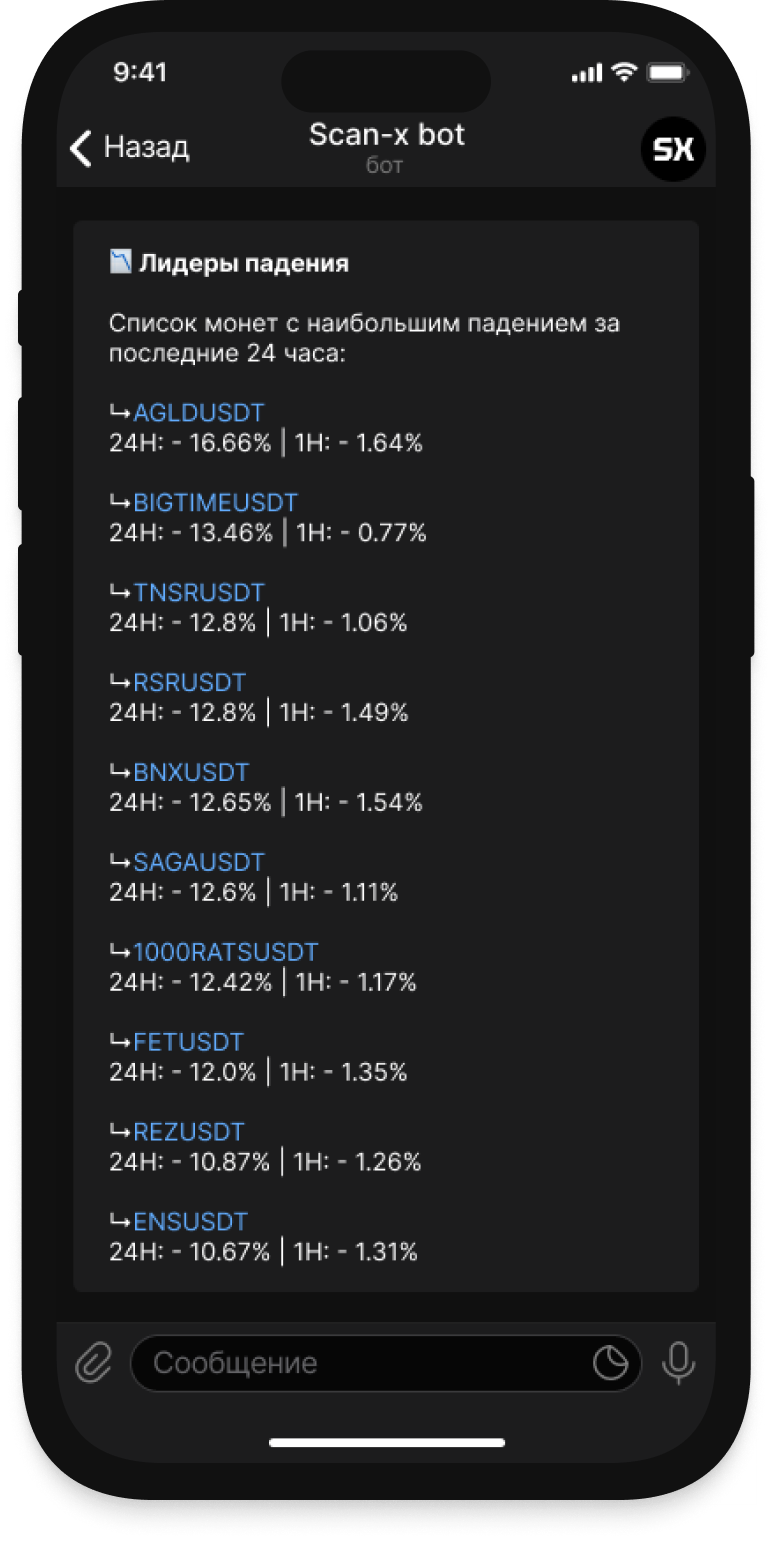 9:41
Назад
Scan-x bot
бот
SX
📉 Лидеры падения
Список монет с наибольшим падением за
последние 24 часа:
↪AGLDUSDT
24H: - 16.66% | 1H: - 1.64%
↪BIGTIMEUSDT
24H: - 13.46% | 1H: - 0.77%
↪TNSRUSDT
24H: - 12.8% | 1H: - 1.06%
↪RSRUSDT
24H: - 12.8% | 1H: - 1.49%
↪BNXUSDT
24H: - 12.65% | 1H: - 1.54%
↪SAGAUSDT
24H: - 12.6% | 1H: - 1.11%
↪1000RATSUSDT
24H: - 12.42% | 1H: - 1.17%
↪FETUSDT
24H: - 12.0% | 1H: - 1.35%
↪REZUSDT
24H: - 10.87% | 1H: - 1.26%
↪ENSUSDT
24H: - 10.67% | 1H: - 1.31%
Сообщение